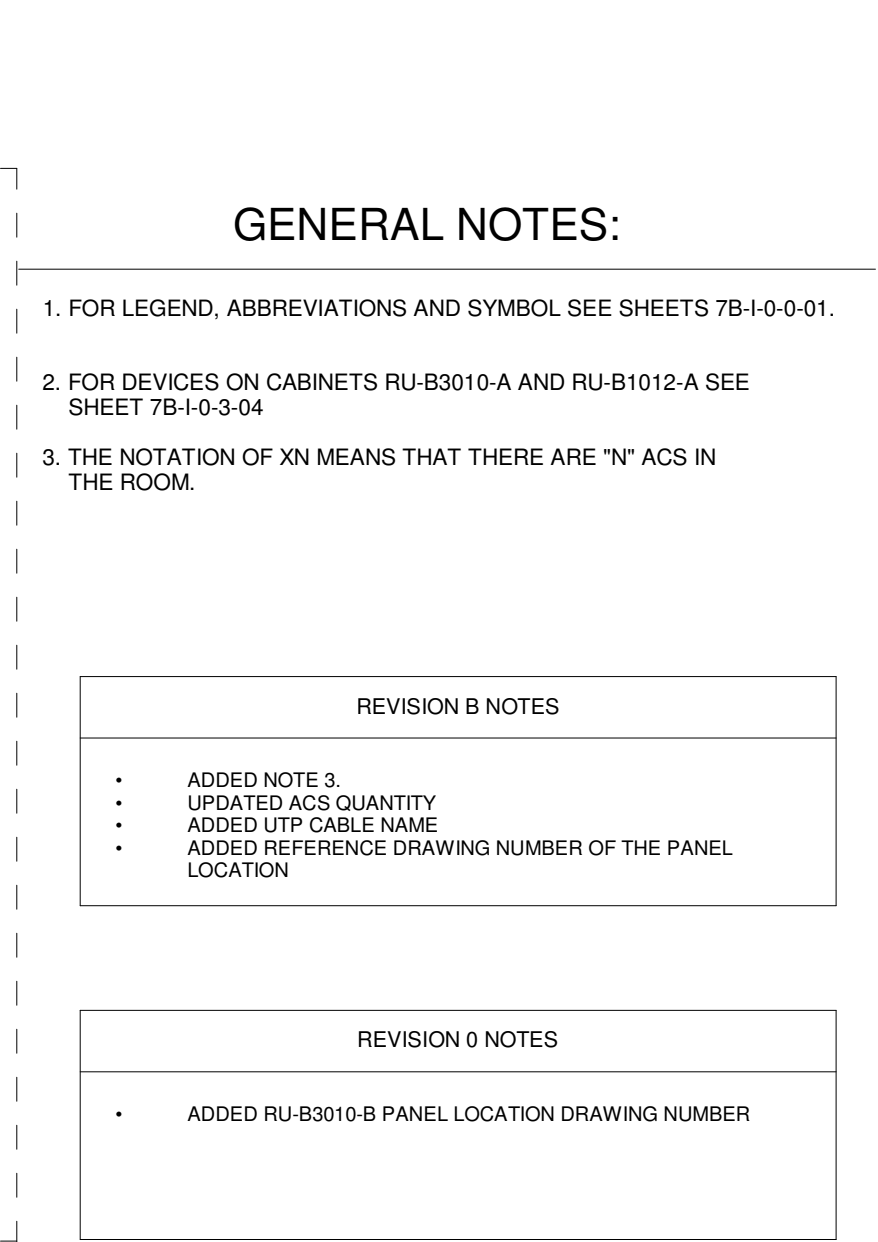 GENERAL NOTES:
1. FOR LEGEND, ABBREVIATIONS AND SYMBOL SEE SHEETS 7B-I-0-0-01.
2. FOR DEVICES ON CABINETS RU-B3010-A AND RU-B1012-A SEE
SHEET 7B-I-0-3-04
3. THE NOTATION OF XN MEANS THAT THERE ARE "N" ACS IN
THE ROOM.
REVISION B NOTES
• ADDED NOTE 3.
• UPDATED ACS QUANTITY
• ADDED UTP CABLE NAME
• ADDED REFERENCE DRAWING NUMBER OF THE PANEL
LOCATION
REVISION 0 NOTES
• ADDED RU-B3010-B PANEL LOCATION DRAWING NUMBER